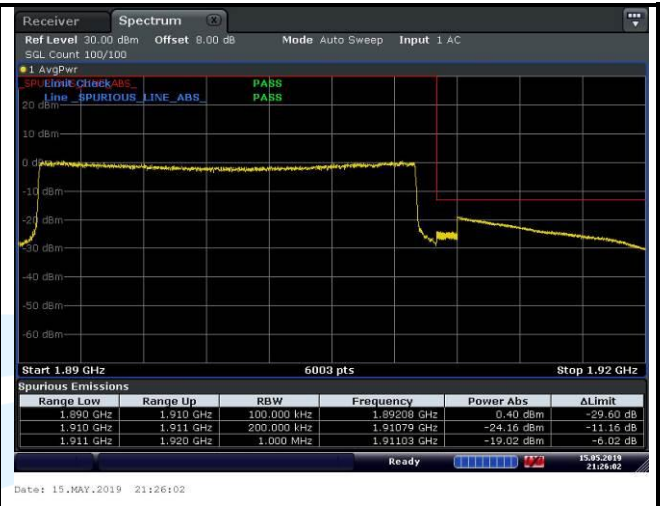 Receiver Spectrum
Ref Level 30.00 dBm Offset 8.00 dB Mode Auto Sweep Input 1 AC
SGL Count 100/100
1 AvgPwr
Limit Check PASS
Line _SPURIOUS_LINE_ABS_ PASS
20 dBm
10 dBm
0 dBm
-10 dBm
-20 dBm
-30 dBm
-40 dBm
-50 dBm
-60 dBm
Start 1.89 GHz 6003 pts Stop 1.92 GHz
Spurious Emissions
Range Low Range Up RBW Frequency Power Abs ΔLimit
1.890 GHz 1.910 GHz 100.000 kHz 1.89208 GHz 0.40 dBm -29.60 dB
1.910 GHz 1.911 GHz 200.000 kHz 1.91079 GHz -24.16 dBm -11.16 dB
1.911 GHz 1.920 GHz 1.000 MHz 1.91103 GHz -19.02 dBm -6.02 dB
Ready 15.05.2019
21:26:02
Date: 15.MAY.2019 21:26:02